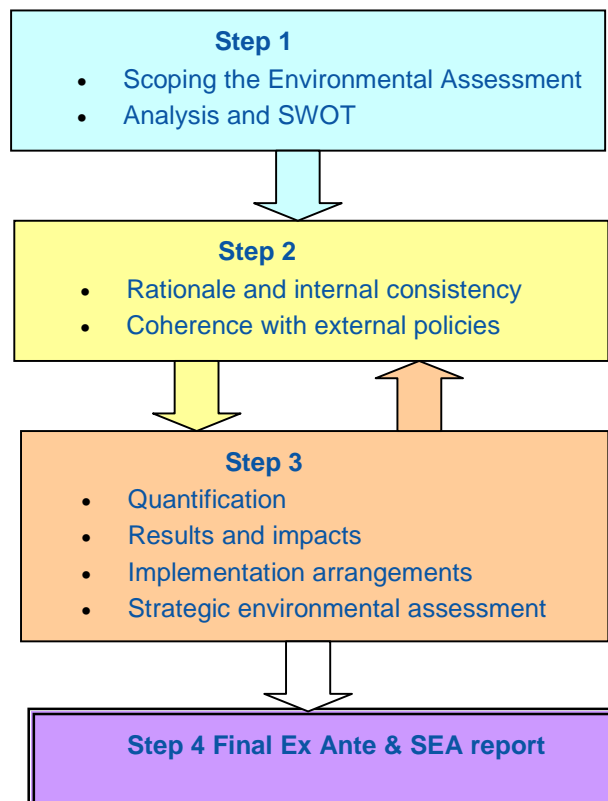 Step 1
• Scoping the Environmental Assessment
• Analysis and SWOT
Step 2
• Rationale and internal consistency
• Coherence with external policies
Step 3
• Quantification
• Results and impacts
• Implementation arrangements
• Strategic environmental assessment
Step 4 Final Ex Ante & SEA report